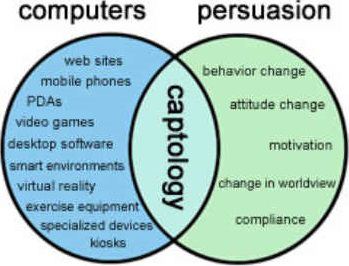 computers
persuasion
web sites
mobile phones
PDAs
video games
desktop software
smart environments
virtual reality
exercise equipment
specialized devices
kiosks
captology
behavior change
attitude change
motivation
change in worldview
compliance